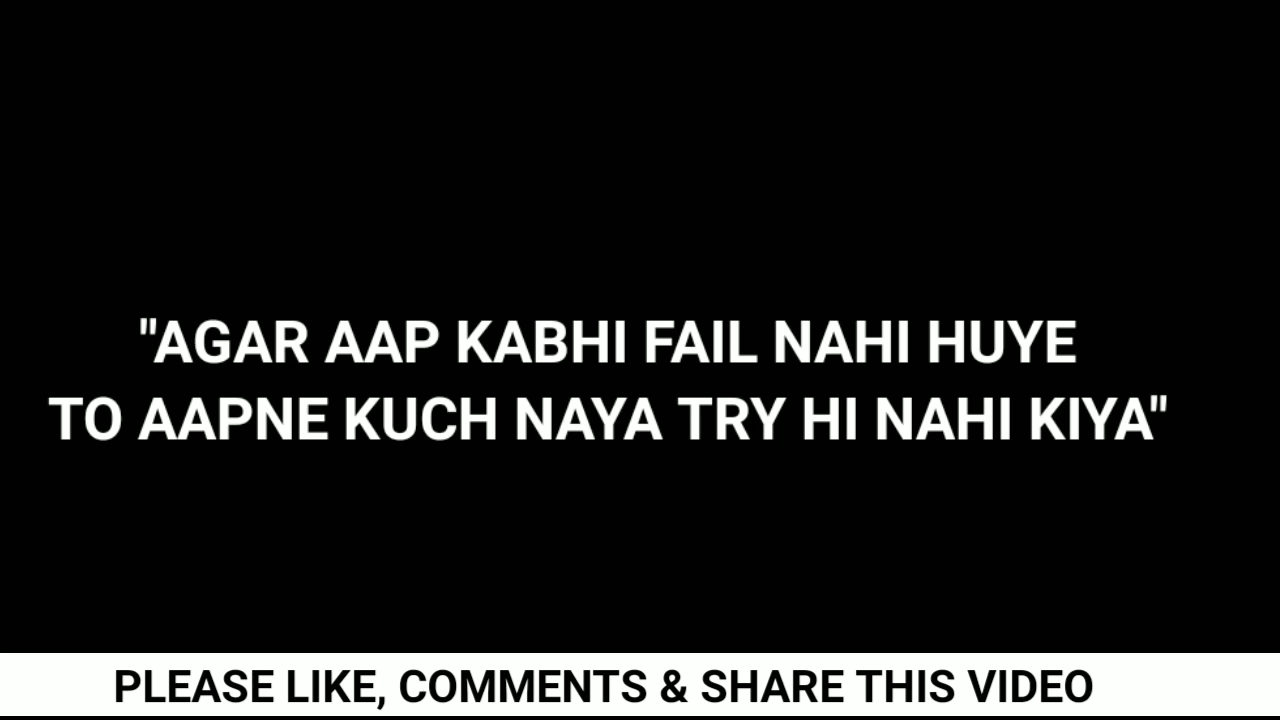 "AGAR AAP KABHI FAIL NAHI HUYE
TO AAPNE KUCH NAYA TRY HI NAHI KIYA"
PLEASE LIKE, COMMENTS & SHARE THIS VIDEO